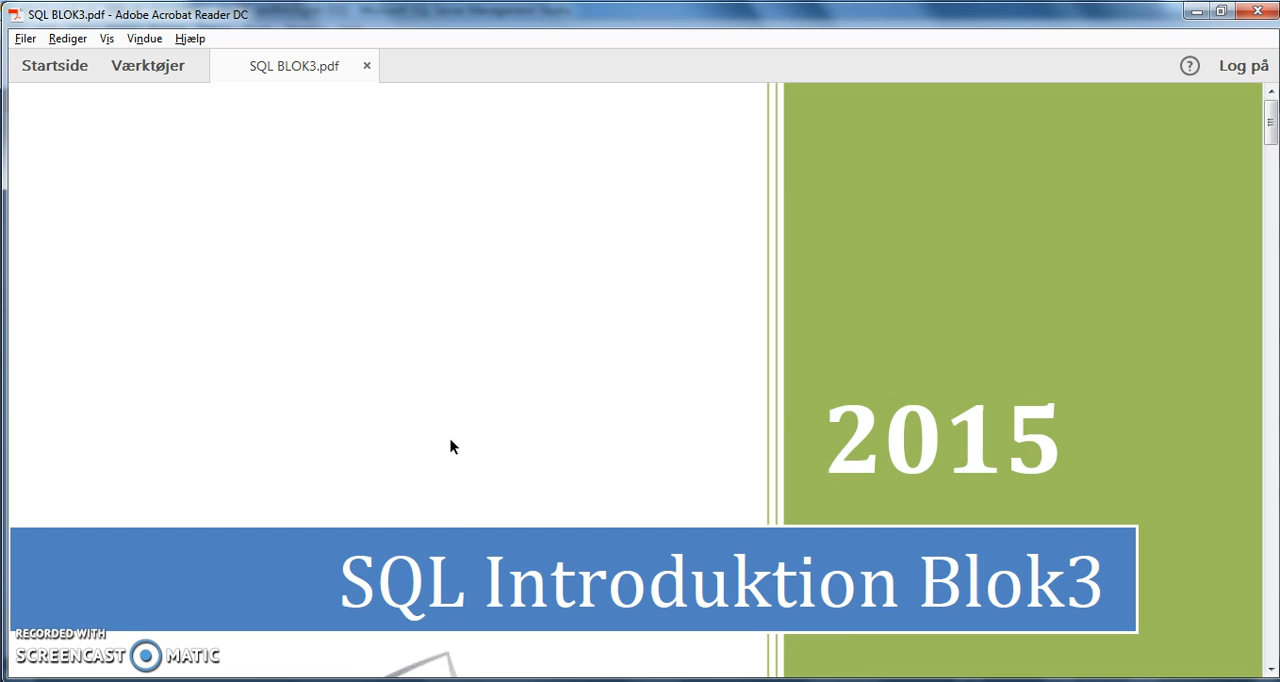 SQL BLOK3.pdf - Adobe Acrobat Reader DC
Filer Rediger Vis Vindue Hjælp
Startside Værktøjer SQL BLOK3.pdf × ? Log på
2015
SQL Introduktion Blok3
RECORDED WITH
SCREENCAST MATIC